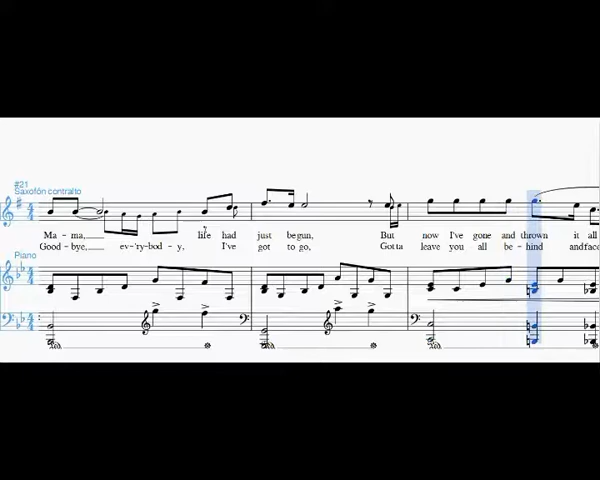 #21
Saxofón contralto
Ma - ma, life had just begun, But now I've gone and thrown it all
Good-bye, ev-'ry-bod-y, I've got to go, Gotta leave you all be-hind and face
Piano